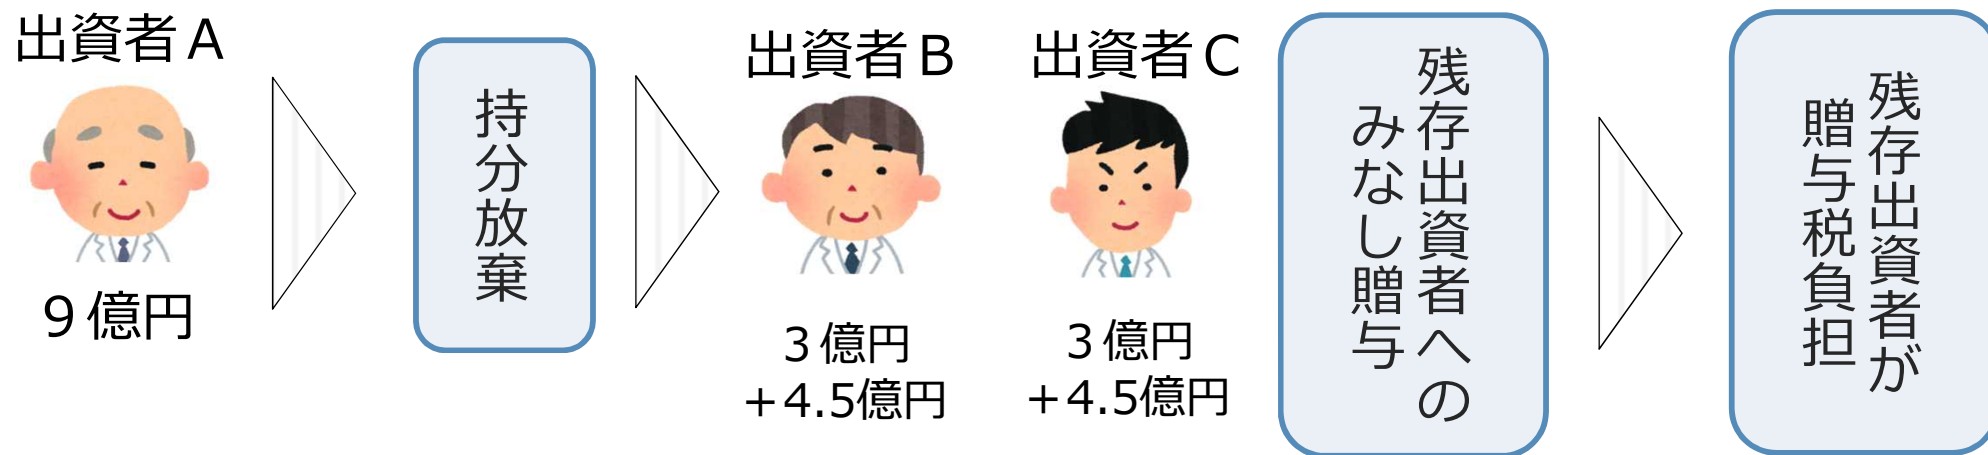 出資者A
9億円
持分放棄
出資者B
3億円
+4.5億円
出資者C
3億円
+4.5億円
残存出資者への
みなし贈与
残存出資者が
贈与税負担